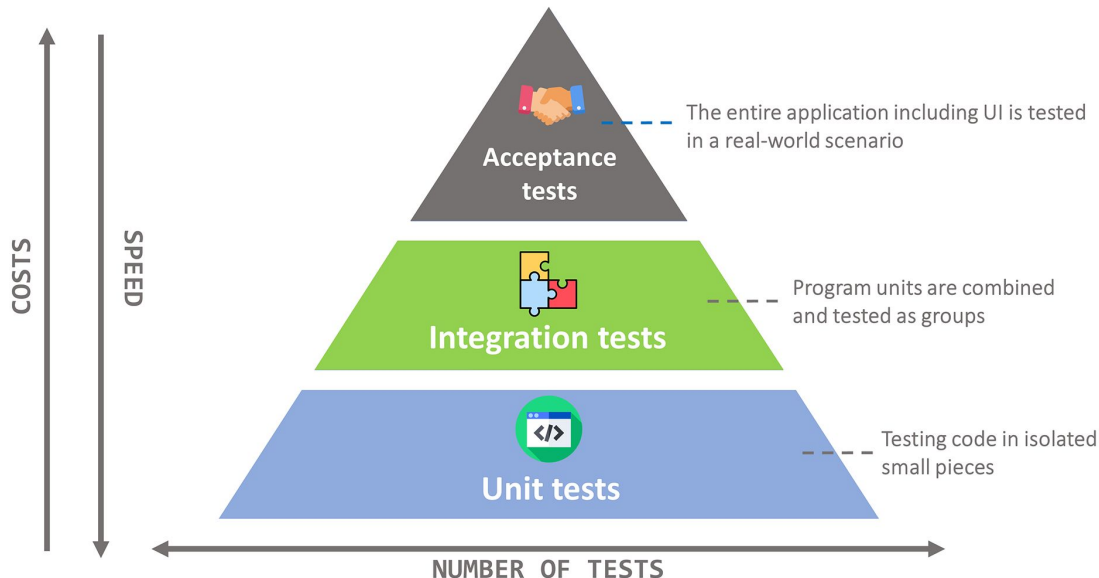 The entire application including UI is tested
in a real-world scenario
Acceptance
tests
COSTS
SPEED
Program units are combined
and tested as groups
Integration tests
</>
Testing code in isolated
small pieces
Unit tests
NUMBER OF TESTS